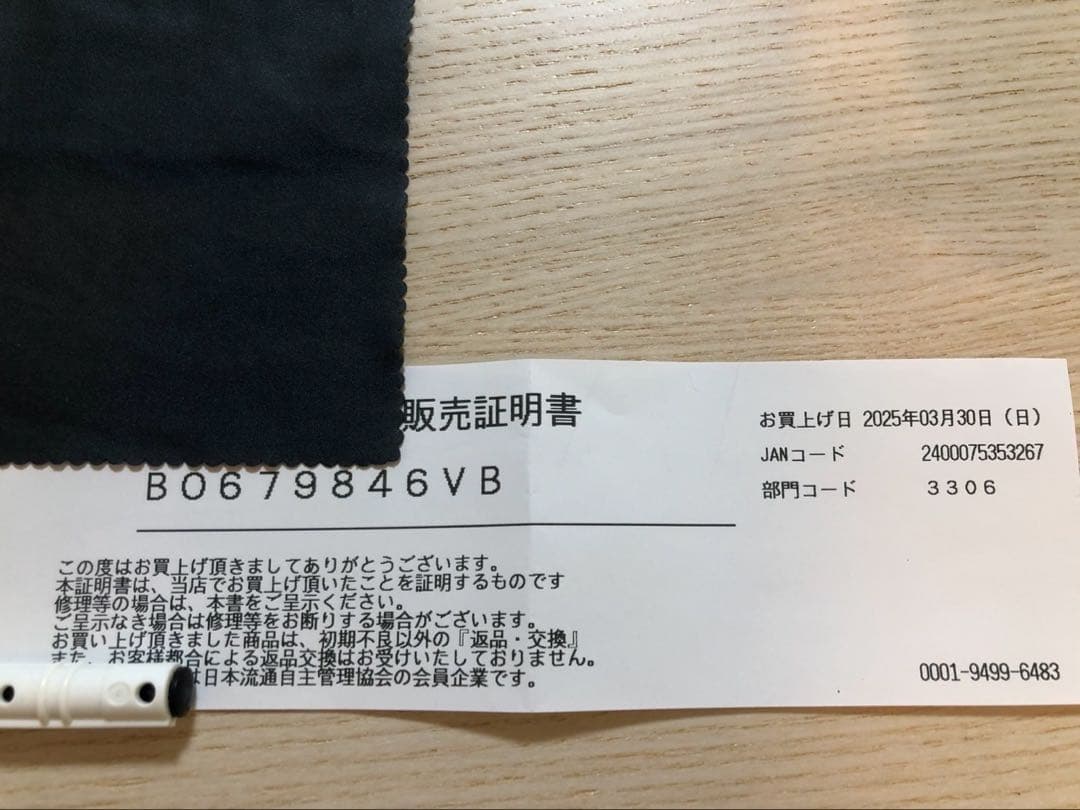 販売証明書
お買上げ日 2025年03月30日（日）
JANコード 2400075353267
部門コード ３３０６
ＢＯ６７９８４６ＶＢ
この度はお買上げ頂きましてありがとうございます。
本証明書は、当店でお買上げ頂いたことを証明するものです
修理等の場合は、本書をご呈示ください。
ご呈示なき場合は修理等をお断りする場合がございます。
お買い上げ頂きました商品は、初期不良以外の『返品・交換』
また、お客様都合による返品交換はお受けいたしておりません。
は日本流通自主管理協会の会員企業です。
0001-9499-6483